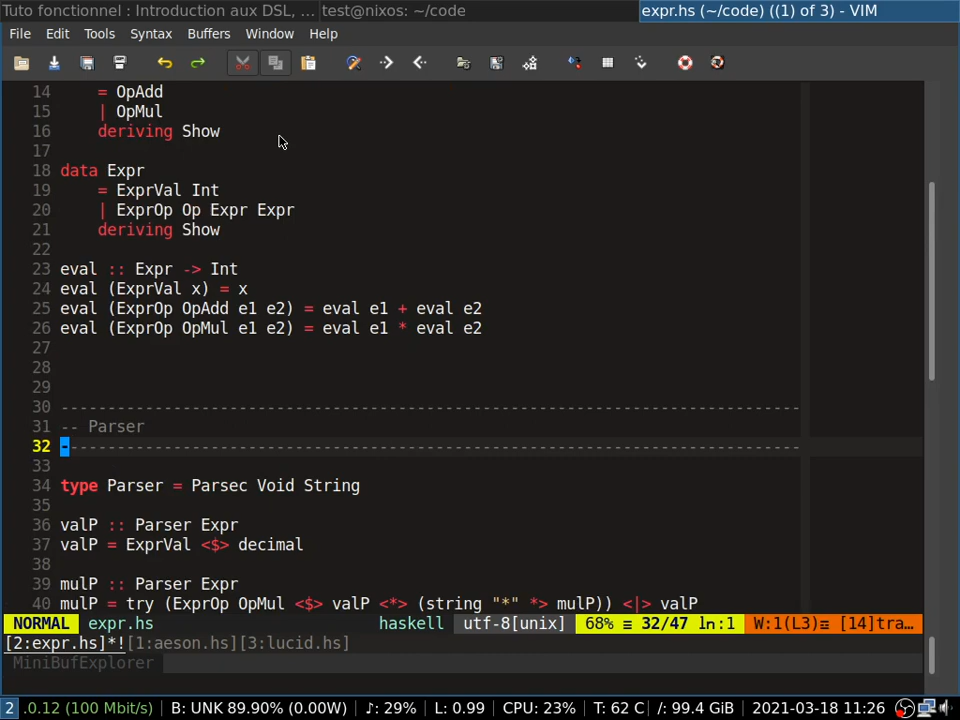 Tuto fonctionnel : Introduction aux DSL, ... test@nixos: ~/code expr.hs (~/code) ((1) of 3) - VIM
File Edit Tools Syntax Buffers Window Help
14     = OpAdd
15     | OpMul
16     deriving Show
17
18 data Expr
19     = ExprVal Int
20     | ExprOp Op Expr Expr
21     deriving Show
22
23 eval :: Expr -> Int
24 eval (ExprVal x) = x
25 eval (ExprOp OpAdd e1 e2) = eval e1 + eval e2
26 eval (ExprOp OpMul e1 e2) = eval e1 * eval e2
27
28
29
30 -------------------------------------------------------------------------------
31 -- Parser
32 -------------------------------------------------------------------------------
33
34 type Parser = Parsec Void String
35
36 valP :: Parser Expr
37 valP = ExprVal <$> decimal
38
39 mulP :: Parser Expr
40 mulP = try (ExprOp OpMul <$> valP <*> (string "*" *> mulP)) <|> valP
NORMAL expr.hs haskell utf-8[unix] 68% ≡ 32/47 ln:1 W:1(L3)≡ [14]tra…
[2:expr.hs]*![1:aeson.hs][3:lucid.hs]
MiniBufExplorer
2 .0.12 (100 Mbit/s) B: UNK 89.90% (0.00W) ♪: 29% L: 0.99 CPU: 23% T: 62 C /: 99.4 GiB 2021-03-18 11:26